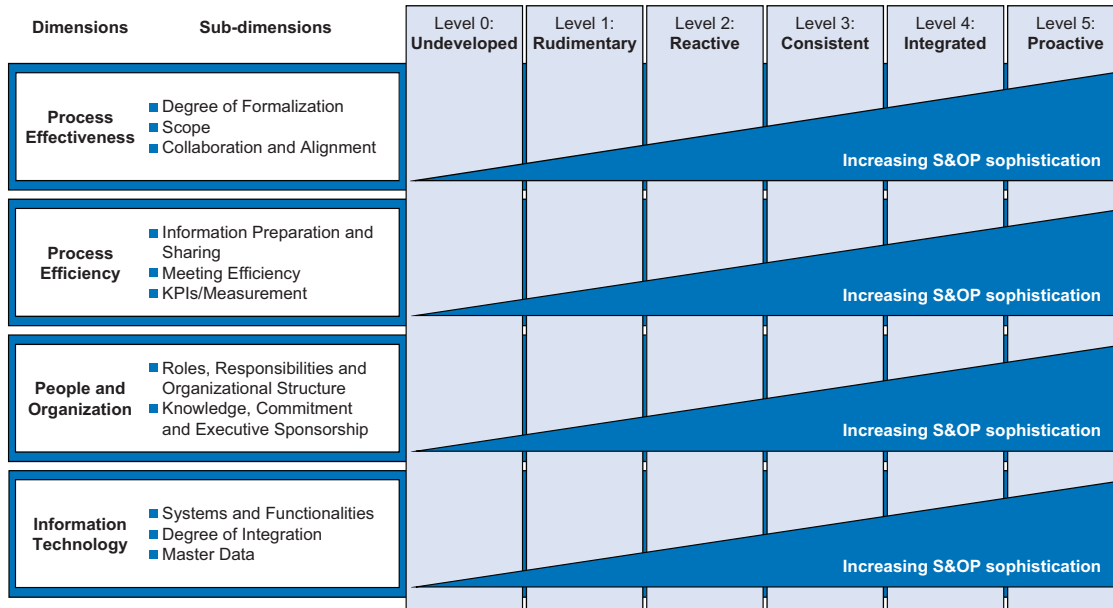 Dimensions
Sub-dimensions
Level 0:
Undeveloped
Level 1:
Rudimentary
Level 2:
Reactive
Level 3:
Consistent
Level 4:
Integrated
Level 5:
Proactive
Process
Effectiveness
Degree of Formalization
Scope
Collaboration and Alignment
Increasing S&OP sophistication
Process
Efficiency
Information Preparation and
Sharing
Meeting Efficiency
KPIs/Measurement
Increasing S&OP sophistication
People and
Organization
Roles, Responsibilities and
Organizational Structure
Knowledge, Commitment
and Executive Sponsorship
Increasing S&OP sophistication
Information
Technology
Systems and Functionalities
Degree of Integration
Master Data
Increasing S&OP sophistication